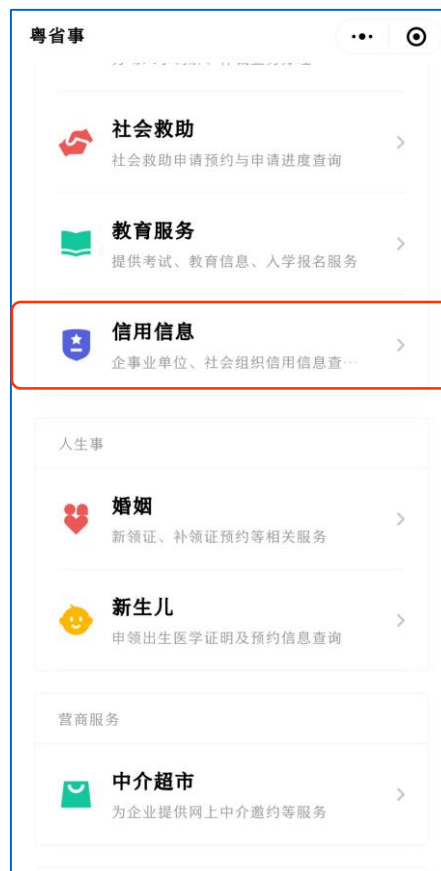 粤省事
社会救助
社会救助申请预约与申请进度查询
教育服务
提供考试、教育信息、入学报名服务
信用信息
企事业单位、社会组织信用信息查…
人生事
婚姻
新领证、补领证预约等相关服务
新生儿
申领出生医学证明及预约信息查询
营商服务
中介超市
为企业提供网上中介邀约等服务